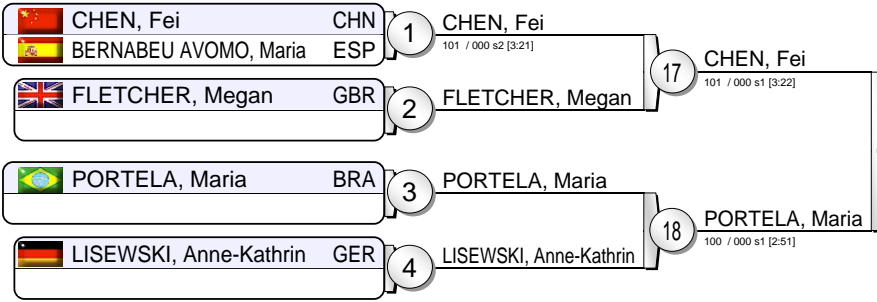 CHEN, Fei CHN
BERNABEU AVOMO, Maria ESP
1
CHEN, Fei
101 / 000 s2 [3:21]
FLETCHER, Megan GBR
2
FLETCHER, Megan
17
CHEN, Fei
101 / 000 s1 [3:22]
PORTELA, Maria BRA
3
PORTELA, Maria
LISEWSKI, Anne-Kathrin GER
4
LISEWSKI, Anne-Kathrin
18
PORTELA, Maria
100 / 000 s1 [2:51]